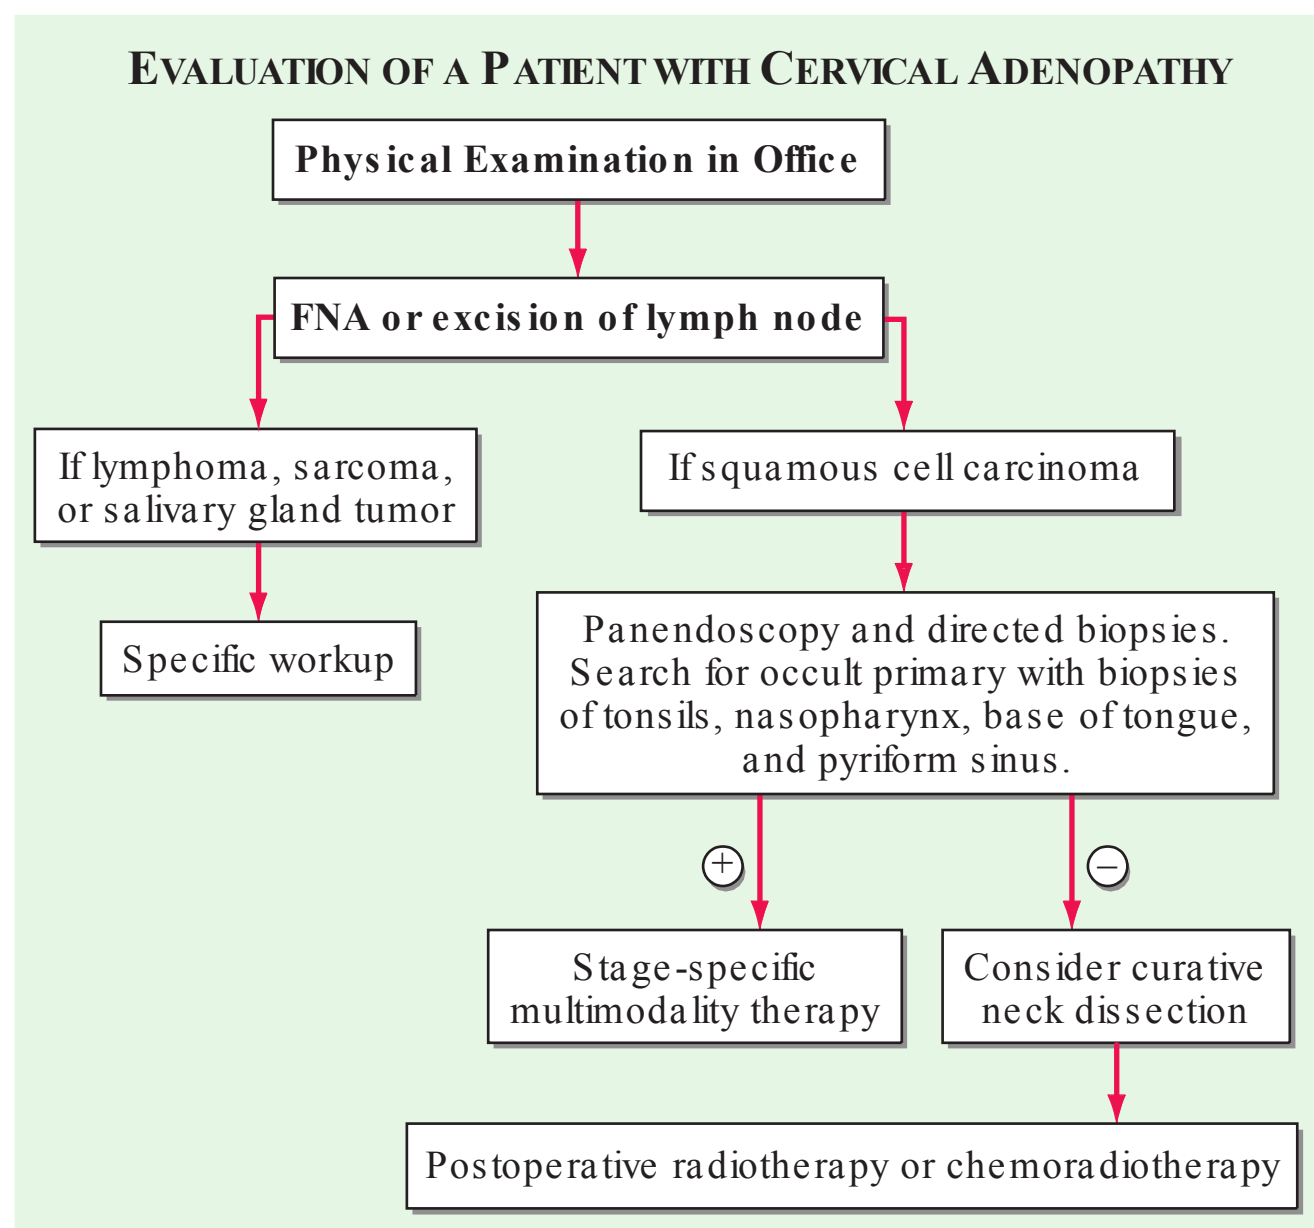 EVALUATION OF A PATIENT WITH CERVICAL ADENOPATHY
Physical Examination in Office
FNA or excision of lymph node
If lymphoma, sarcoma,
or salivary gland tumor
If squamous cell carcinoma
Specific workup
Panendoscopy and directed biopsies.
Search for occult primary with biopsies
of tonsils, nasopharynx, base of tongue,
and pyriform sinus.
+
–
Stage-specific
multimodality therapy
Consider curative
neck dissection
Postoperative radiotherapy or chemoradiotherapy